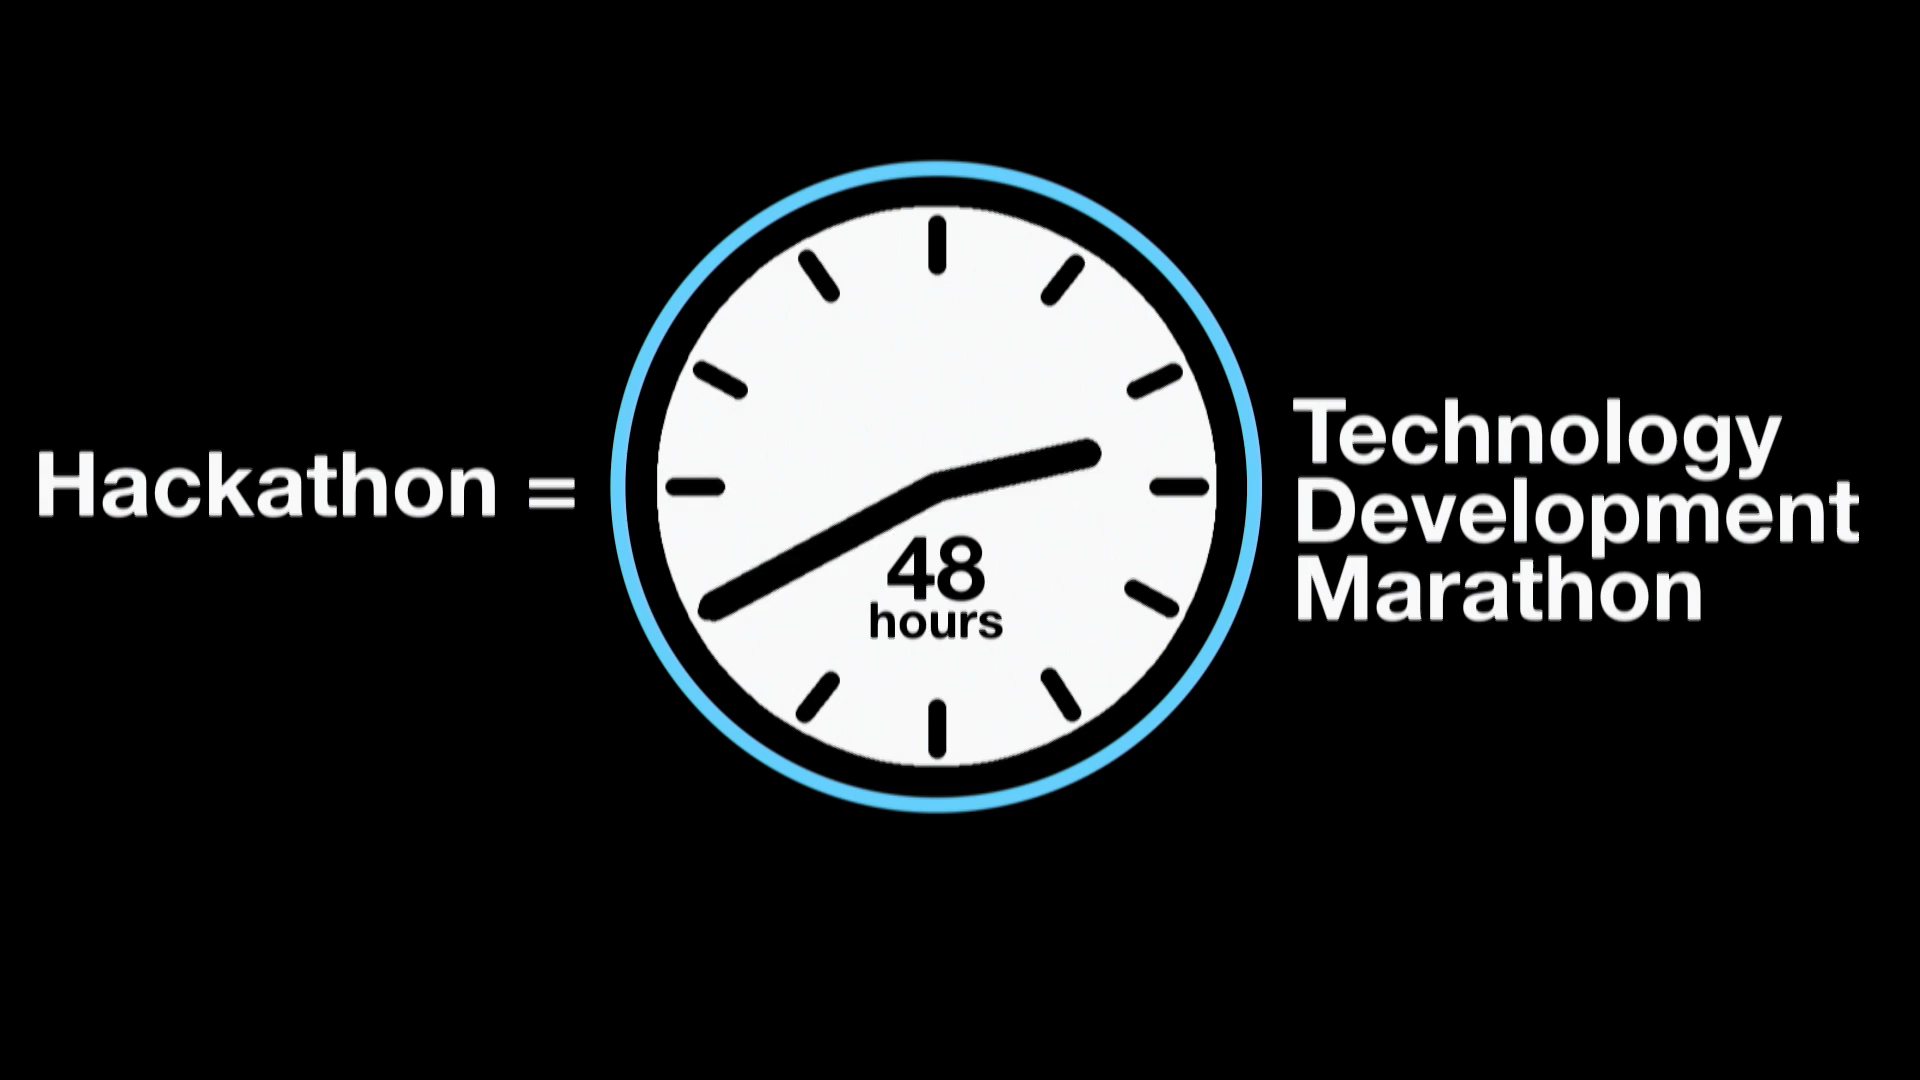 Hackathon =
48
hours
Technology
Development
Marathon